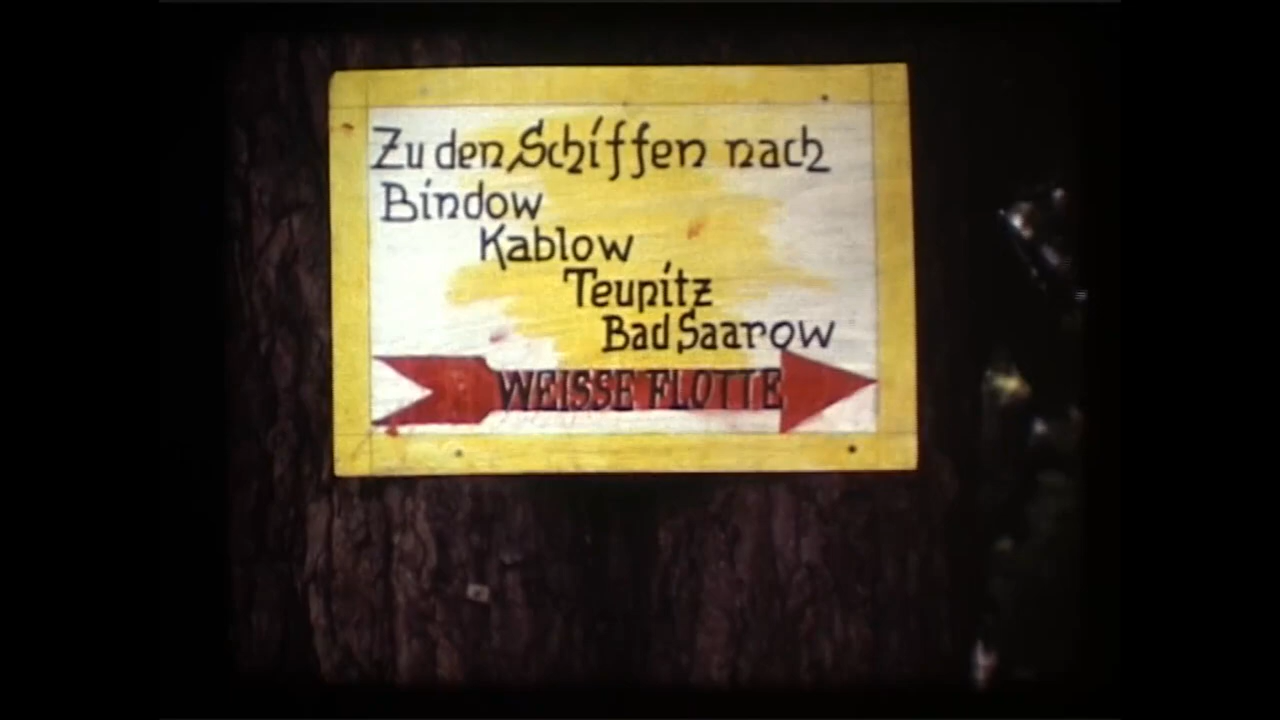 Zu den Schiffen nach
Bindow
Kablow
Teupitz
Bad Saarow
WEISSE FLOTTE